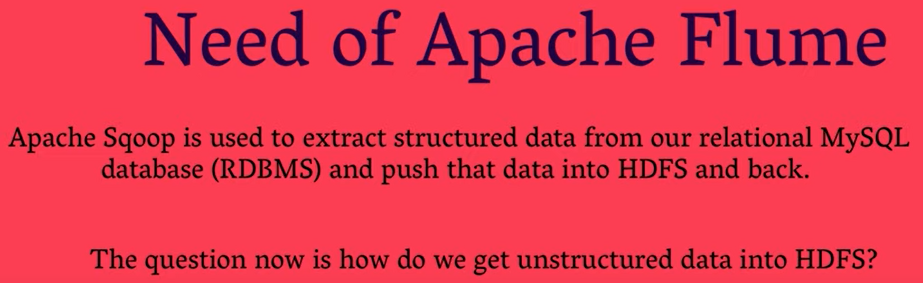 Need of Apache Flume
Apache Sqoop is used to extract structured data from our relational MySQL
database (RDBMS) and push that data into HDFS and back.
The question now is how do we get unstructured data into HDFS?